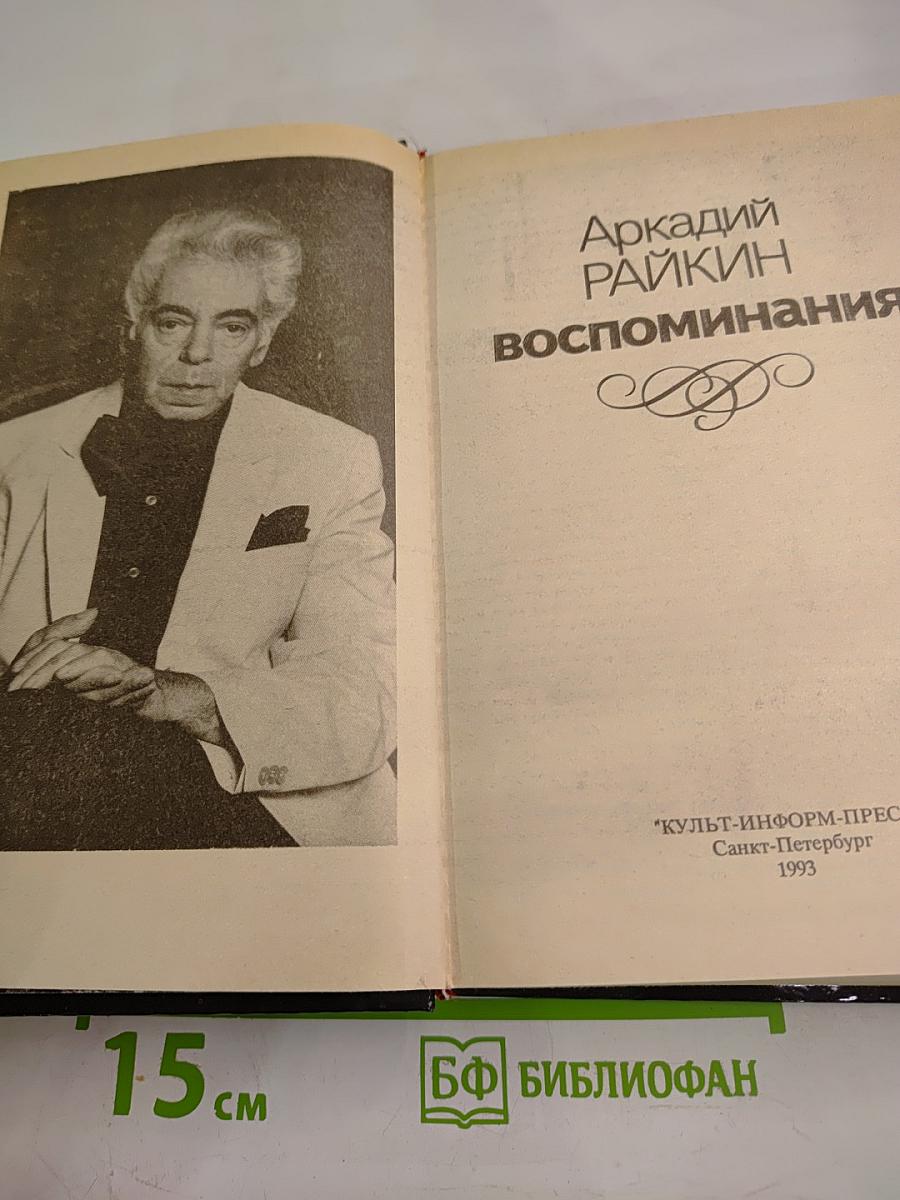 Аркадий
РАЙКИН
воспоминания
"КУЛЬТ-ИНФОРМ-ПРЕС
Санкт-Петербург
1993
15 см
БФ БИБЛИОФАН